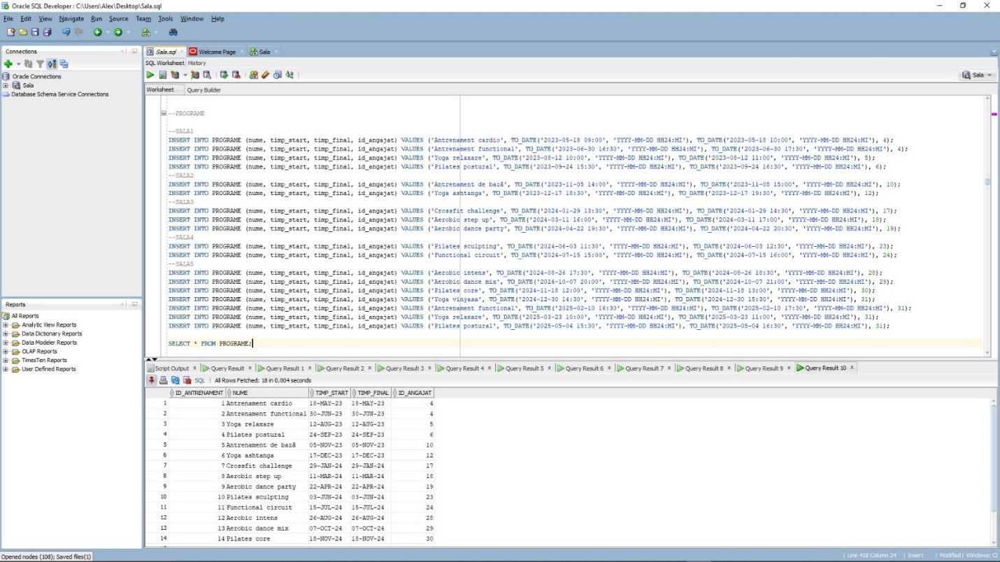 Oracle SQL Developer : C:\Users\Alex\Desktop\Sala.sql
File Edit View Navigate Run Source Team Tools Window Help
Connections
Oracle Connections
Sala
Database Schema Service Connections
Reports
All Reports
Analytic View Reports
Data Dictionary Reports
Data Modeler Reports
OLAP Reports
TimesTen Reports
User Defined Reports
Sala.sql Welcome Page Sala
SQL Worksheet History
Sala
Worksheet Query Builder
--PROGRAME
--SALA1
INSERT INTO PROGRAME (nume, timp_start, timp_final, id_angajat) VALUES ('Antrenament cardio', TO_DATE('2023-05-18 09:00', 'YYYY-MM-DD HH24:MI'), TO_DATE('2023-05-18 10:00', 'YYYY-MM-DD HH24:MI'), 4);
INSERT INTO PROGRAME (nume, timp_start, timp_final, id_angajat) VALUES ('Antrenament functional', TO_DATE('2023-06-30 16:30', 'YYYY-MM-DD HH24:MI'), TO_DATE('2023-06-30 17:30', 'YYYY-MM-DD HH24:MI'), 4);
INSERT INTO PROGRAME (nume, timp_start, timp_final, id_angajat) VALUES ('Yoga relaxare', TO_DATE('2023-08-12 10:00', 'YYYY-MM-DD HH24:MI'), TO_DATE('2023-08-12 11:00', 'YYYY-MM-DD HH24:MI'), 5);
INSERT INTO PROGRAME (nume, timp_start, timp_final, id_angajat) VALUES ('Pilates postural', TO_DATE('2023-09-24 15:30', 'YYYY-MM-DD HH24:MI'), TO_DATE('2023-09-24 16:30', 'YYYY-MM-DD HH24:MI'), 6);
--SALA2
INSERT INTO PROGRAME (nume, timp_start, timp_final, id_angajat) VALUES ('Antrenament de bază', TO_DATE('2023-11-05 14:00', 'YYYY-MM-DD HH24:MI'), TO_DATE('2023-11-05 15:00', 'YYYY-MM-DD HH24:MI'), 10);
INSERT INTO PROGRAME (nume, timp_start, timp_final, id_angajat) VALUES ('Yoga ashtanga', TO_DATE('2023-12-17 18:30', 'YYYY-MM-DD HH24:MI'), TO_DATE('2023-12-17 19:30', 'YYYY-MM-DD HH24:MI'), 12);
--SALA3
INSERT INTO PROGRAME (nume, timp_start, timp_final, id_angajat) VALUES ('Crossfit challenge', TO_DATE('2024-01-29 13:30', 'YYYY-MM-DD HH24:MI'), TO_DATE('2024-01-29 14:30', 'YYYY-MM-DD HH24:MI'), 17);
INSERT INTO PROGRAME (nume, timp_start, timp_final, id_angajat) VALUES ('Aerobic step up', TO_DATE('2024-03-11 16:00', 'YYYY-MM-DD HH24:MI'), TO_DATE('2024-03-11 17:00', 'YYYY-MM-DD HH24:MI'), 18);
INSERT INTO PROGRAME (nume, timp_start, timp_final, id_angajat) VALUES ('Aerobic dance party', TO_DATE('2024-04-22 19:30', 'YYYY-MM-DD HH24:MI'), TO_DATE('2024-04-22 20:30', 'YYYY-MM-DD HH24:MI'), 19);
--SALA4
INSERT INTO PROGRAME (nume, timp_start, timp_final, id_angajat) VALUES ('Pilates sculpting', TO_DATE('2024-06-03 11:30', 'YYYY-MM-DD HH24:MI'), TO_DATE('2024-06-03 12:30', 'YYYY-MM-DD HH24:MI'), 23);
INSERT INTO PROGRAME (nume, timp_start, timp_final, id_angajat) VALUES ('Functional circuit', TO_DATE('2024-07-15 15:00', 'YYYY-MM-DD HH24:MI'), TO_DATE('2024-07-15 16:00', 'YYYY-MM-DD HH24:MI'), 24);
--SALA5
INSERT INTO PROGRAME (nume, timp_start, timp_final, id_angajat) VALUES ('Aerobic intens', TO_DATE('2024-08-26 17:30', 'YYYY-MM-DD HH24:MI'), TO_DATE('2024-08-26 18:30', 'YYYY-MM-DD HH24:MI'), 28);
INSERT INTO PROGRAME (nume, timp_start, timp_final, id_angajat) VALUES ('Aerobic dance mix', TO_DATE('2024-10-07 20:00', 'YYYY-MM-DD HH24:MI'), TO_DATE('2024-10-07 21:00', 'YYYY-MM-DD HH24:MI'), 29);
INSERT INTO PROGRAME (nume, timp_start, timp_final, id_angajat) VALUES ('Pilates core', TO_DATE('2024-11-18 12:00', 'YYYY-MM-DD HH24:MI'), TO_DATE('2024-11-18 13:00', 'YYYY-MM-DD HH24:MI'), 30);
INSERT INTO PROGRAME (nume, timp_start, timp_final, id_angajat) VALUES ('Yoga vinyasa', TO_DATE('2024-12-30 14:30', 'YYYY-MM-DD HH24:MI'), TO_DATE('2024-12-30 15:30', 'YYYY-MM-DD HH24:MI'), 31);
INSERT INTO PROGRAME (nume, timp_start, timp_final, id_angajat) VALUES ('Antrenament functional', TO_DATE('2025-02-10 16:30', 'YYYY-MM-DD HH24:MI'), TO_DATE('2025-02-10 17:30', 'YYYY-MM-DD HH24:MI'), 31);
INSERT INTO PROGRAME (nume, timp_start, timp_final, id_angajat) VALUES ('Yoga relaxare', TO_DATE('2025-03-23 10:00', 'YYYY-MM-DD HH24:MI'), TO_DATE('2025-03-23 11:00', 'YYYY-MM-DD HH24:MI'), 31);
INSERT INTO PROGRAME (nume, timp_start, timp_final, id_angajat) VALUES ('Pilates postural', TO_DATE('2025-05-04 15:30', 'YYYY-MM-DD HH24:MI'), TO_DATE('2025-05-04 16:30', 'YYYY-MM-DD HH24:MI'), 31);
SELECT * FROM PROGRAME;
Script Output Query Result Query Result 1 Query Result 2 Query Result 3 Query Result 4 Query Result 5 Query Result 6 Query Result 7 Query Result 8 Query Result 9 Query Result 10
SQL All Rows Fetched: 18 in 0.004 seconds
ID_ANTRENAMENT NUME TIMP_START TIMP_FINAL ID_ANGAJAT
1 1 Antrenament cardio 18-MAY-23 18-MAY-23 4
2 2 Antrenament functional 30-JUN-23 30-JUN-23 4
3 3 Yoga relaxare 12-AUG-23 12-AUG-23 5
4 4 Pilates postural 24-SEP-23 24-SEP-23 6
5 5 Antrenament de bază 05-NOV-23 05-NOV-23 10
6 6 Yoga ashtanga 17-DEC-23 17-DEC-23 12
7 7 Crossfit challenge 29-JAN-24 29-JAN-24 17
8 8 Aerobic step up 11-MAR-24 11-MAR-24 18
9 9 Aerobic dance party 22-APR-24 22-APR-24 19
10 10 Pilates sculpting 03-JUN-24 03-JUN-24 23
11 11 Functional circuit 15-JUL-24 15-JUL-24 24
12 12 Aerobic intens 26-AUG-24 26-AUG-24 28
13 13 Aerobic dance mix 07-OCT-24 07-OCT-24 29
14 14 Pilates core 18-NOV-24 18-NOV-24 30
Opened nodes (108); Saved files(1)
Line 418 Column 24 Insert Modified Windows: Cl